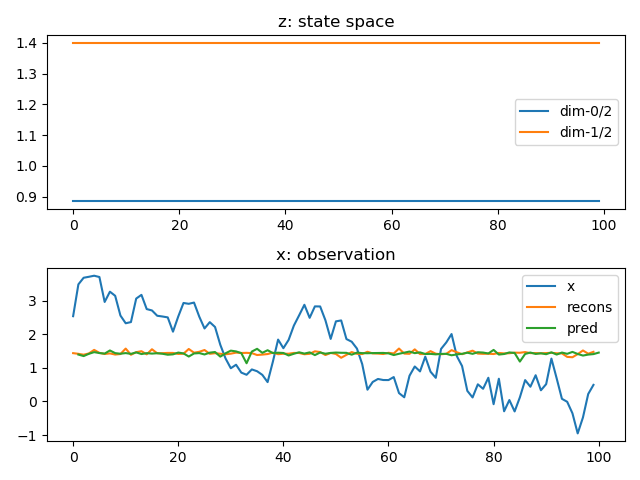 z: state space
1.4
1.3
1.2
1.1
1.0
0.9
dim-0/2
dim-1/2
0 20 40 60 80 100
x: observation
3
2
1
0
−1
x
recons
pred
0 20 40 60 80 100